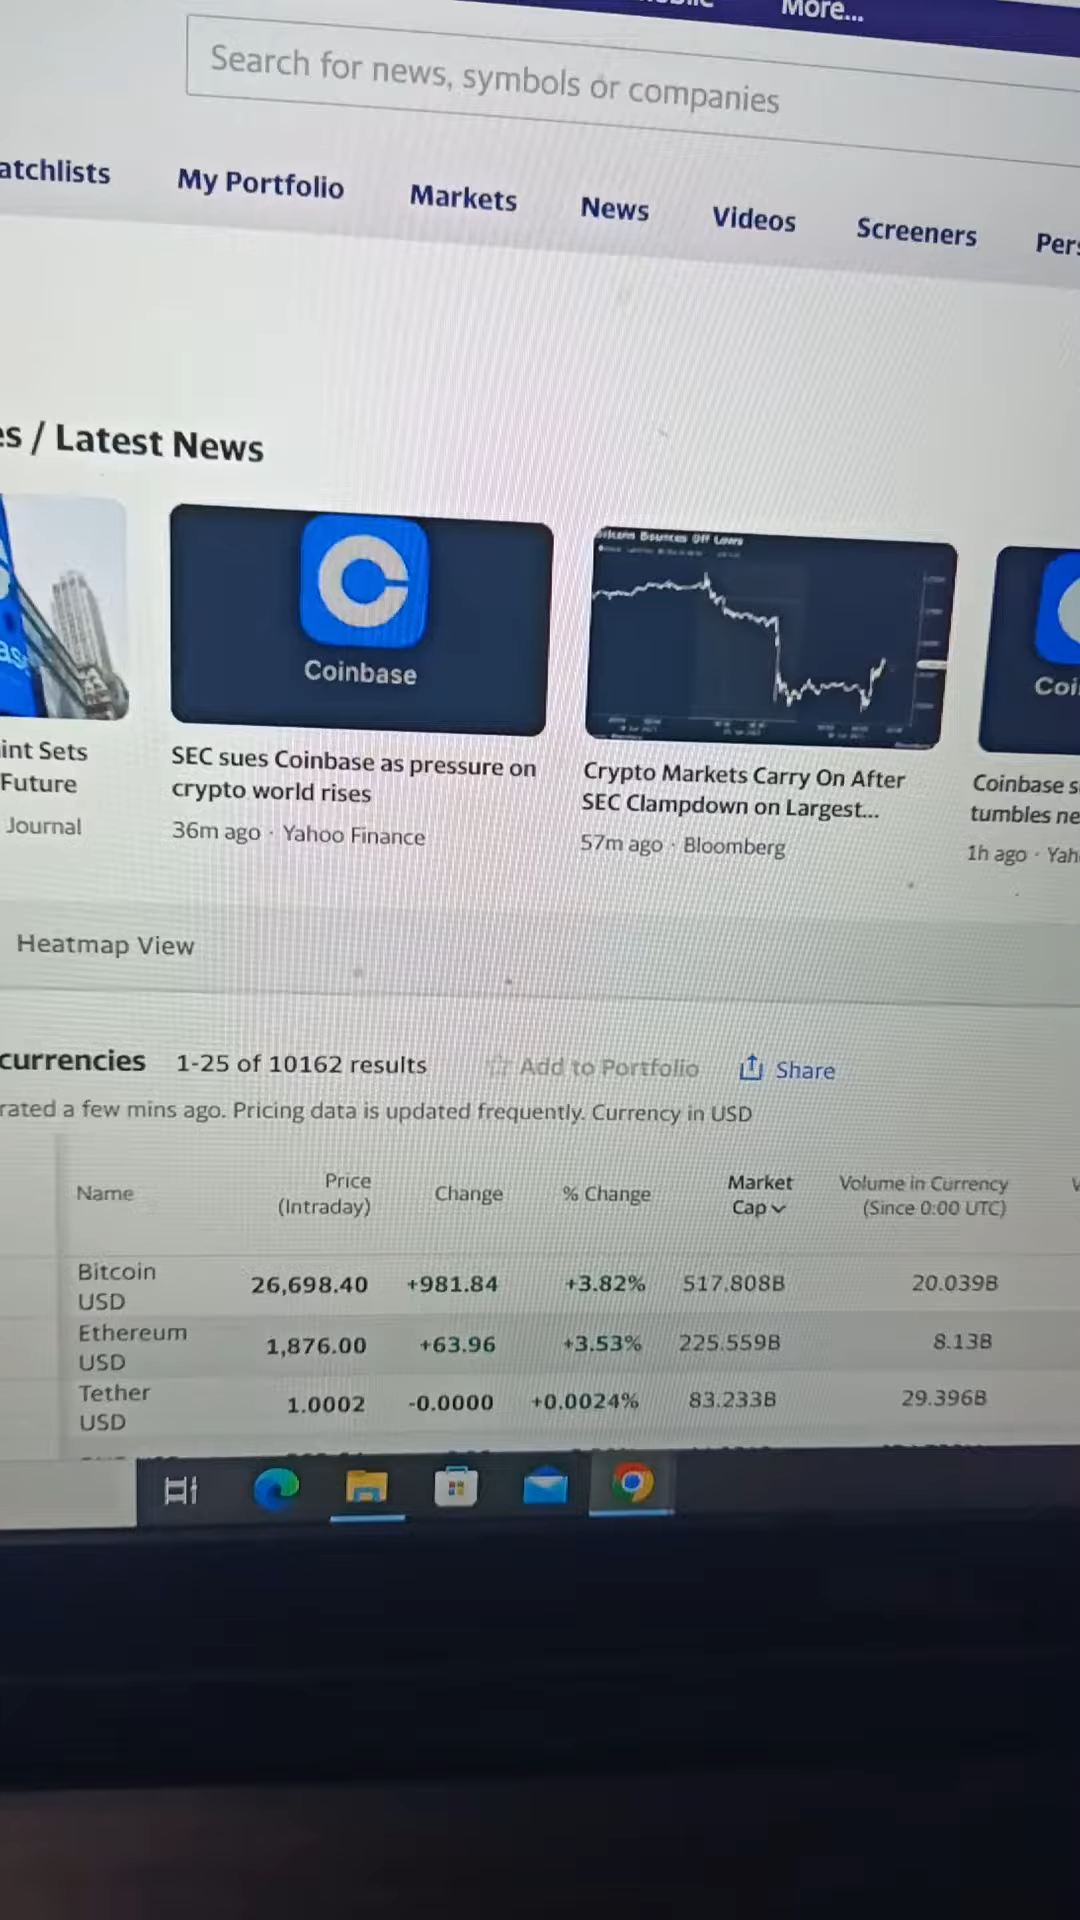 More...
Search for news, symbols or companies
atchlists My Portfolio Markets News Videos Screeners Pers
es / Latest News
Coinbase
Bounces Off Lows
Coi
int Sets
Future
Journal
SEC sues Coinbase as pressure on
crypto world rises
36m ago · Yahoo Finance
Crypto Markets Carry On After
SEC Clampdown on Largest...
57m ago · Bloomberg
Coinbase s
tumbles ne
1h ago · Yah
Heatmap View
currencies 1-25 of 10162 results Add to Portfolio Share
rated a few mins ago. Pricing data is updated frequently. Currency in USD
Name Price (Intraday) Change % Change Market Cap Volume in Currency (Since 0:00 UTC) V
Bitcoin USD 26,698.40 +981.84 +3.82% 517.808B 20.039B
Ethereum USD 1,876.00 +63.96 +3.53% 225.559B 8.13B
Tether USD 1.0002 -0.0000 +0.0024% 83.233B 29.396B